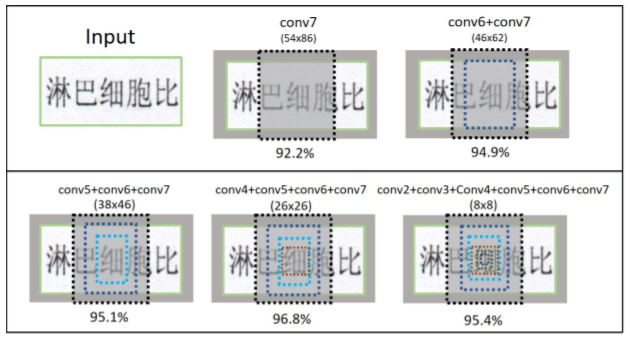 Input
淋巴细胞比
conv7
(54x86)
淋巴细胞比
92.2%
conv6+conv7
(46x62)
淋巴细胞比
94.9%
conv5+conv6+conv7
(38x46)
淋巴细胞比
95.1%
conv4+conv5+conv6+conv7
(26x26)
淋巴细胞比
96.8%
conv2+conv3+Conv4+conv5+conv6+conv7
(8x8)
淋巴细胞比
95.4%